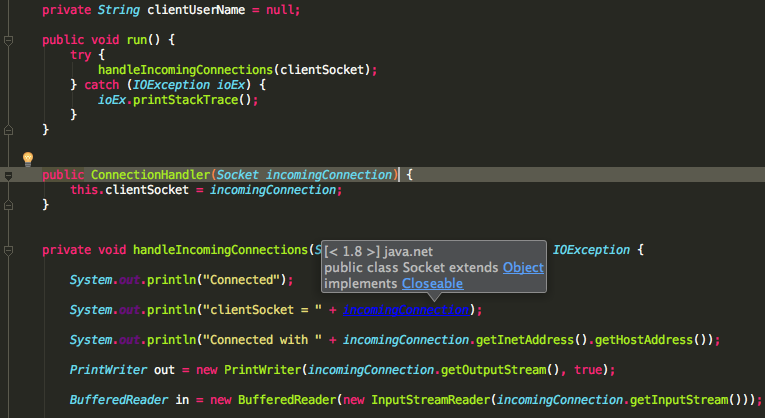 private String clientUserName = null;
public void run() {
try {
handleIncomingConnections(clientSocket);
} catch (IOException ioEx) {
ioEx.printStackTrace();
}
}
public ConnectionHandler(Socket incomingConnection) {
this.clientSocket = incomingConnection;
}
private void handleIncomingConnections(S IOException {
[< 1.8 >] java.net
public class Socket extends Object
implements Closeable
System.out.println("Connected");
System.out.println("clientSocket = " + incomingConnection);
System.out.println("Connected with " + incomingConnection.getInetAddress().getHostAddress());
PrintWriter out = new PrintWriter(incomingConnection.getOutputStream(), true);
BufferedReader in = new BufferedReader(new InputStreamReader(incomingConnection.getInputStream()));